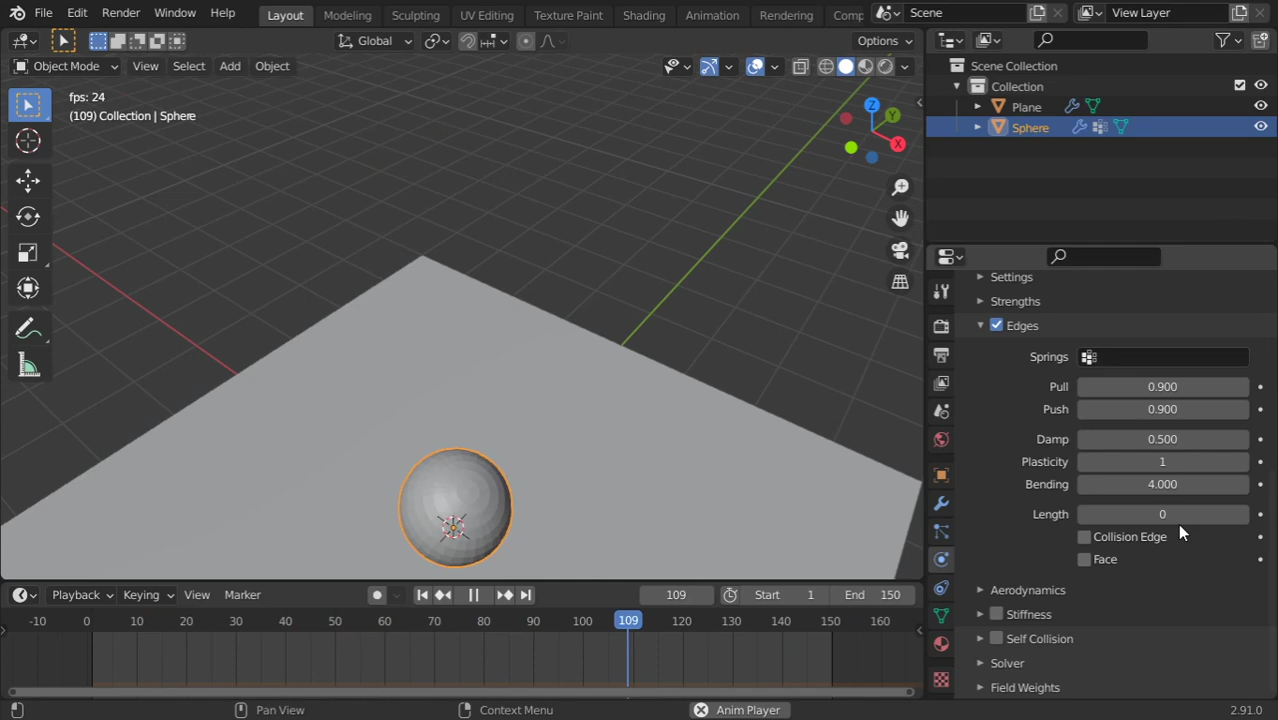 File Edit Render Window Help Layout Modeling Sculpting UV Editing Texture Paint Shading Animation Rendering Comp Scene View Layer
Global Options
Object Mode View Select Add Object
fps: 24
(109) Collection | Sphere
Z
Y
X
Scene Collection
Collection
Plane
Sphere
Settings
Strengths
Edges
Springs
Pull 0.900
Push 0.900
Damp 0.500
Plasticity 1
Bending 4.000
Length 0
Collision Edge
Face
Aerodynamics
Stiffness
Self Collision
Solver
Field Weights
Playback Keying View Marker 109 Start 1 End 150
-10 0 10 20 30 40 50 60 70 80 90 100 109 120 130 140 150 160
Pan View Context Menu Anim Player 2.91.0